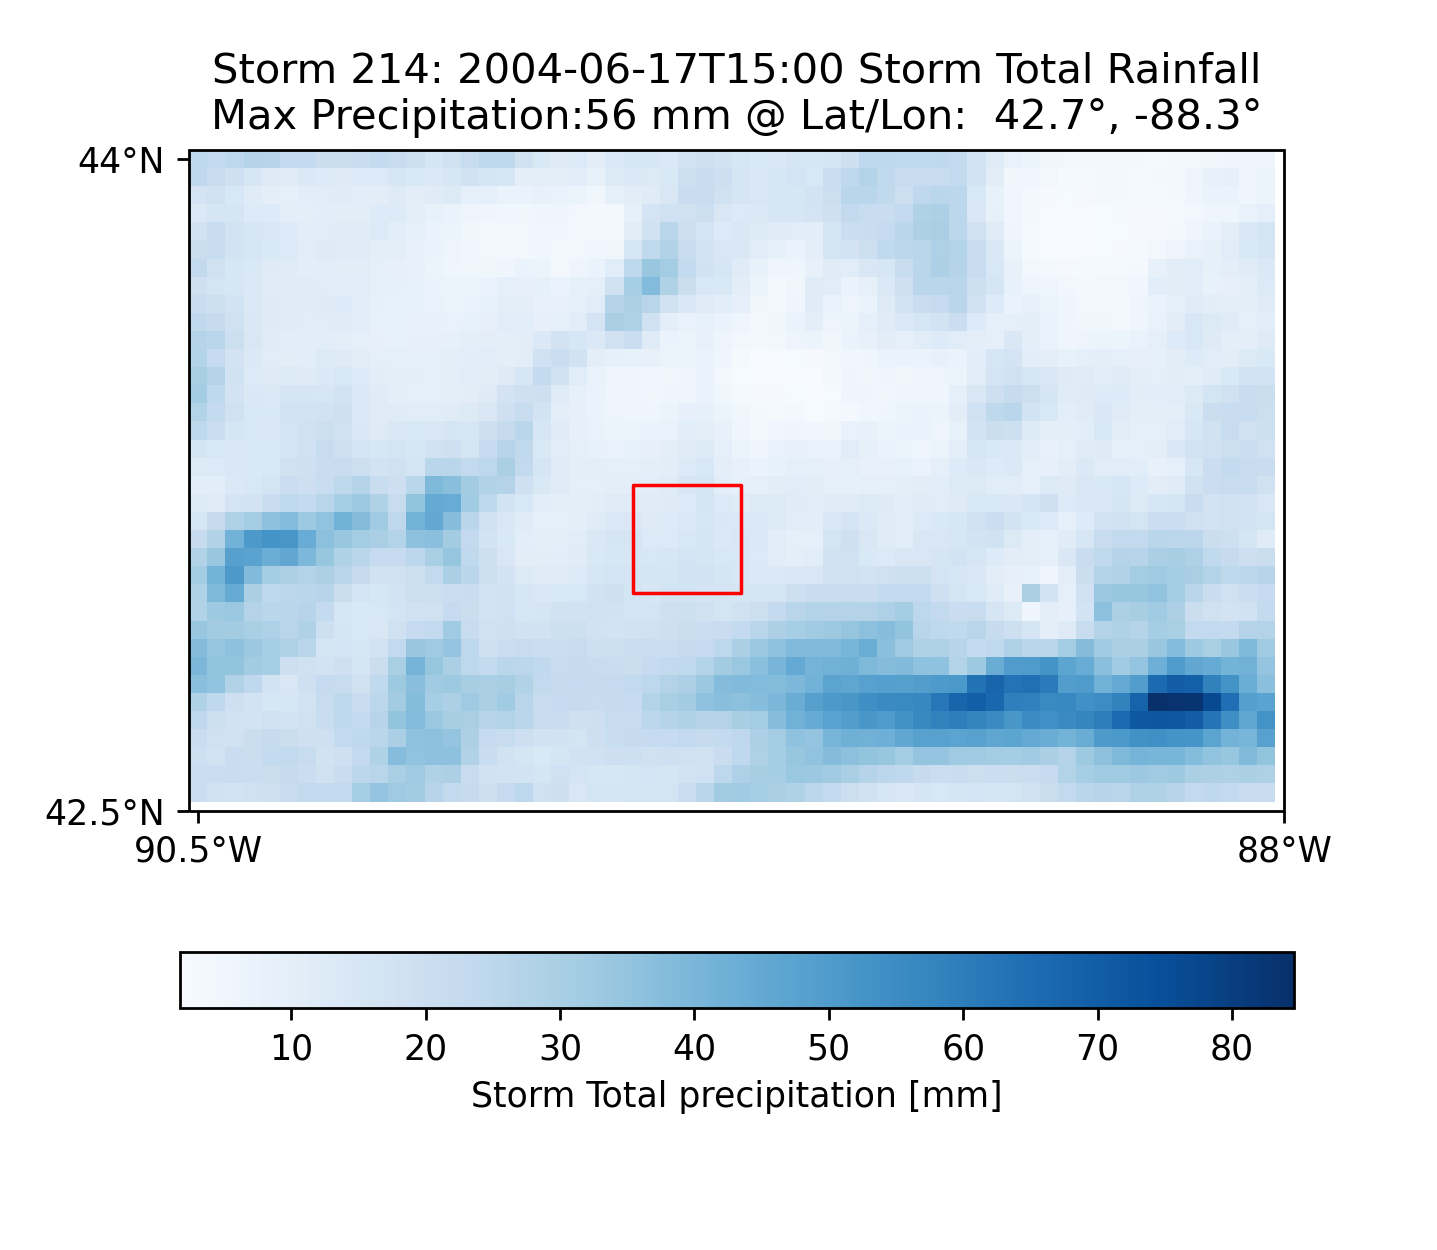 Storm 214: 2004-06-17T15:00 Storm Total Rainfall
Max Precipitation:56 mm @ Lat/Lon:  42.7°, -88.3°
44°N
42.5°N
90.5°W 88°W
10 20 30 40 50 60 70 80
Storm Total precipitation [mm]